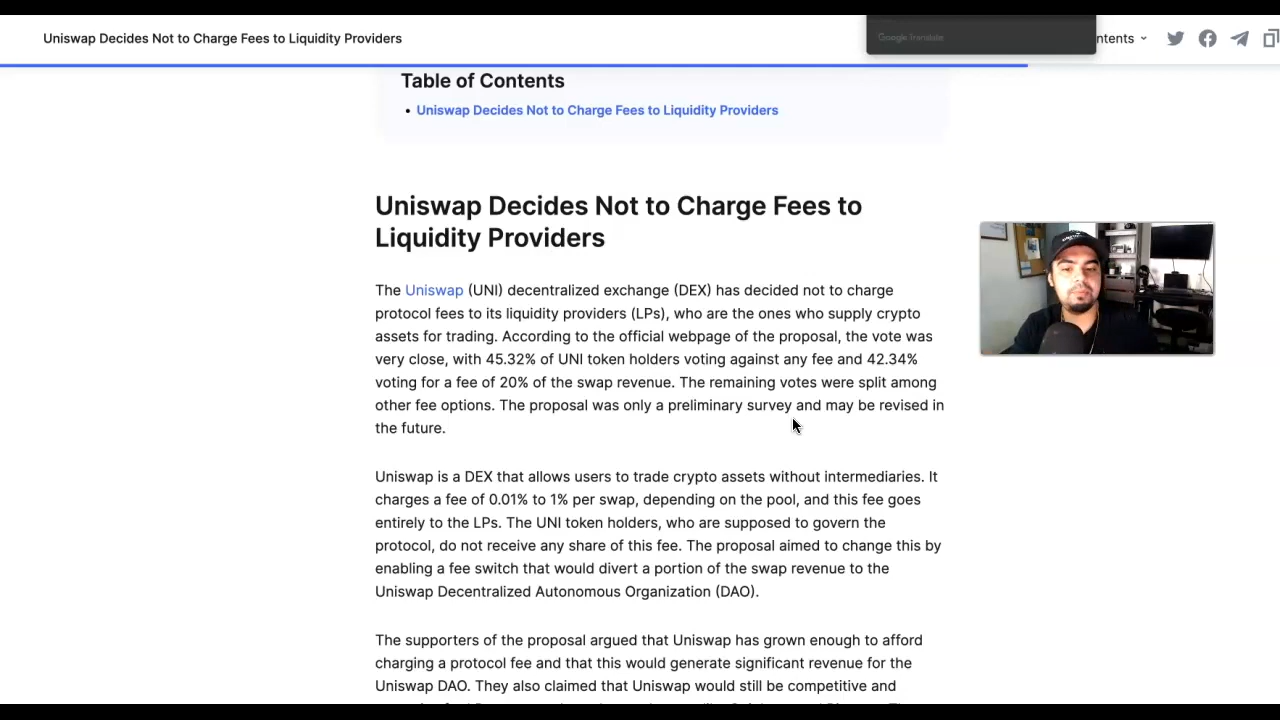 Uniswap Decides Not to Charge Fees to Liquidity Providers
Google Translate
ntents
Table of Contents
• Uniswap Decides Not to Charge Fees to Liquidity Providers
Uniswap Decides Not to Charge Fees to
Liquidity Providers
The Uniswap (UNI) decentralized exchange (DEX) has decided not to charge
protocol fees to its liquidity providers (LPs), who are the ones who supply crypto
assets for trading. According to the official webpage of the proposal, the vote was
very close, with 45.32% of UNI token holders voting against any fee and 42.34%
voting for a fee of 20% of the swap revenue. The remaining votes were split among
other fee options. The proposal was only a preliminary survey and may be revised in
the future.
Uniswap is a DEX that allows users to trade crypto assets without intermediaries. It
charges a fee of 0.01% to 1% per swap, depending on the pool, and this fee goes
entirely to the LPs. The UNI token holders, who are supposed to govern the
protocol, do not receive any share of this fee. The proposal aimed to change this by
enabling a fee switch that would divert a portion of the swap revenue to the
Uniswap Decentralized Autonomous Organization (DAO).
The supporters of the proposal argued that Uniswap has grown enough to afford
charging a protocol fee and that this would generate significant revenue for the
Uniswap DAO. They also claimed that Uniswap would still be competitive and